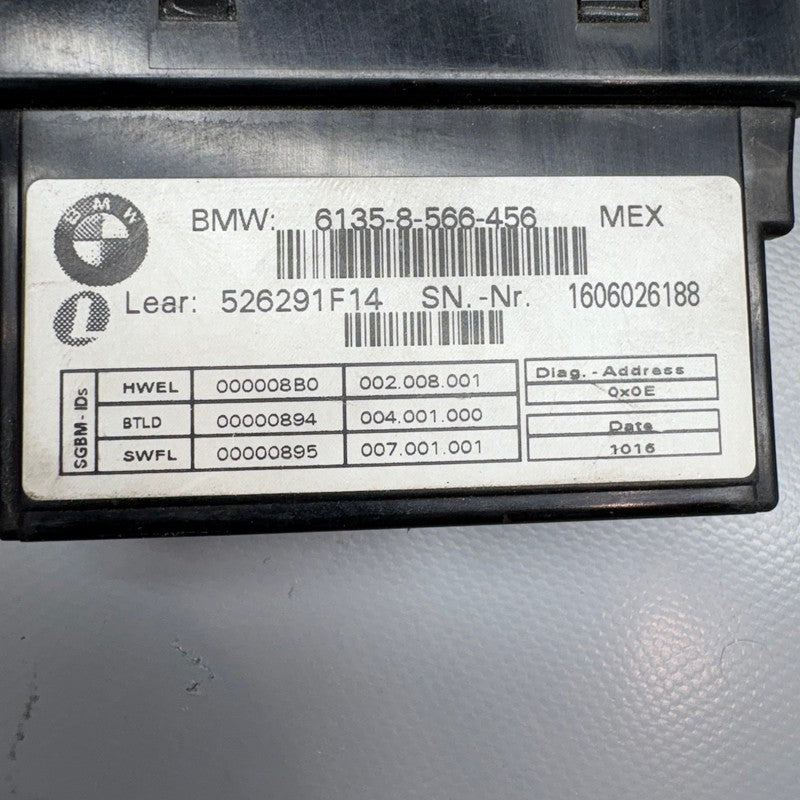 BMW
BMW: 6135-8-566-456 MEX
L Lear: 526291F14 SN.-Nr. 1606026188
SGBM-IDs
HWEL 000008B0 002.008.001
BTLD 00000894 004.001.000
SWFL 00000895 007.001.001
Diag.-Address
0x0E
Date
1016